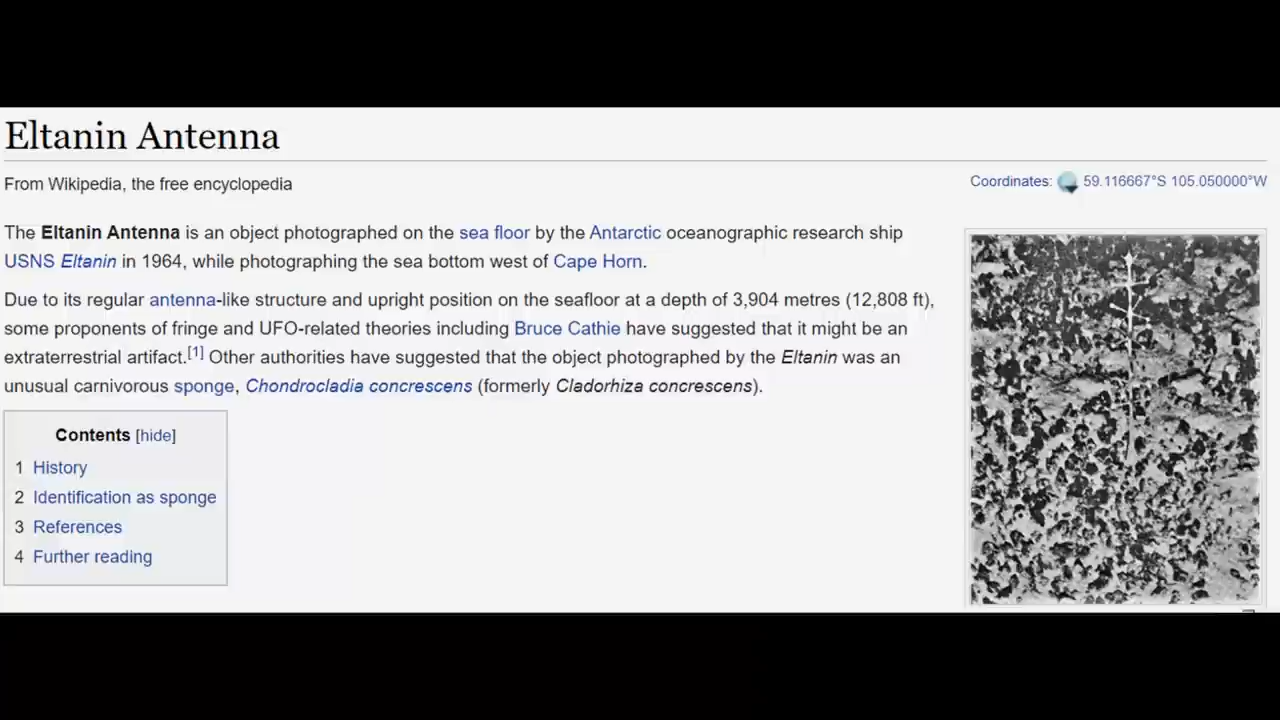 Eltanin Antenna
From Wikipedia, the free encyclopedia
Coordinates: 59.116667°S 105.050000°W
The Eltanin Antenna is an object photographed on the sea floor by the Antarctic oceanographic research ship
USNS Eltanin in 1964, while photographing the sea bottom west of Cape Horn.
Due to its regular antenna-like structure and upright position on the seafloor at a depth of 3,904 metres (12,808 ft),
some proponents of fringe and UFO-related theories including Bruce Cathie have suggested that it might be an
extraterrestrial artifact.[1] Other authorities have suggested that the object photographed by the Eltanin was an
unusual carnivorous sponge, Chondrocladia concrescens (formerly Cladorhiza concrescens).
Contents [hide]
1 History
2 Identification as sponge
3 References
4 Further reading